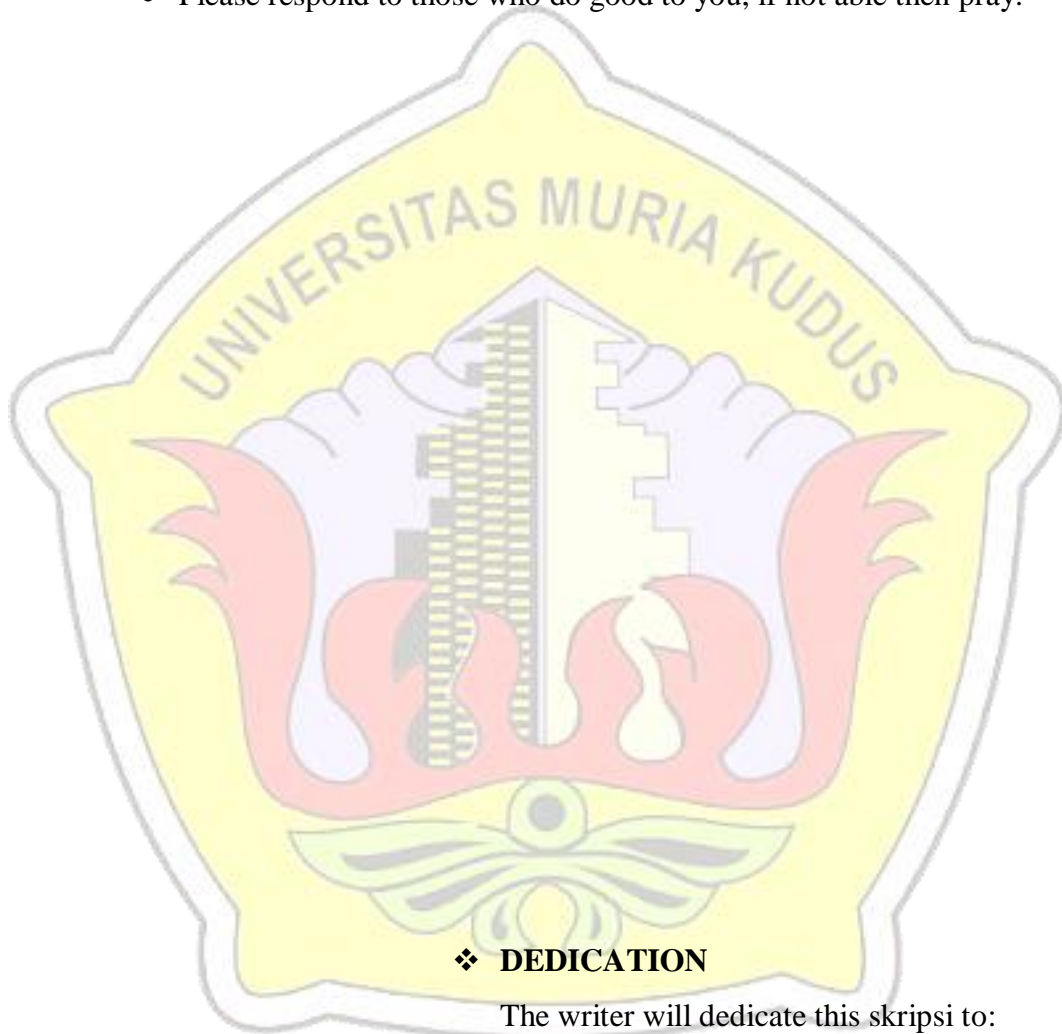 • Please respond to those who do good to you, if not able then pray.
UNIVERSITAS MURIA KUDUS
❖ DEDICATION
The writer will dedicate this skripsi to: